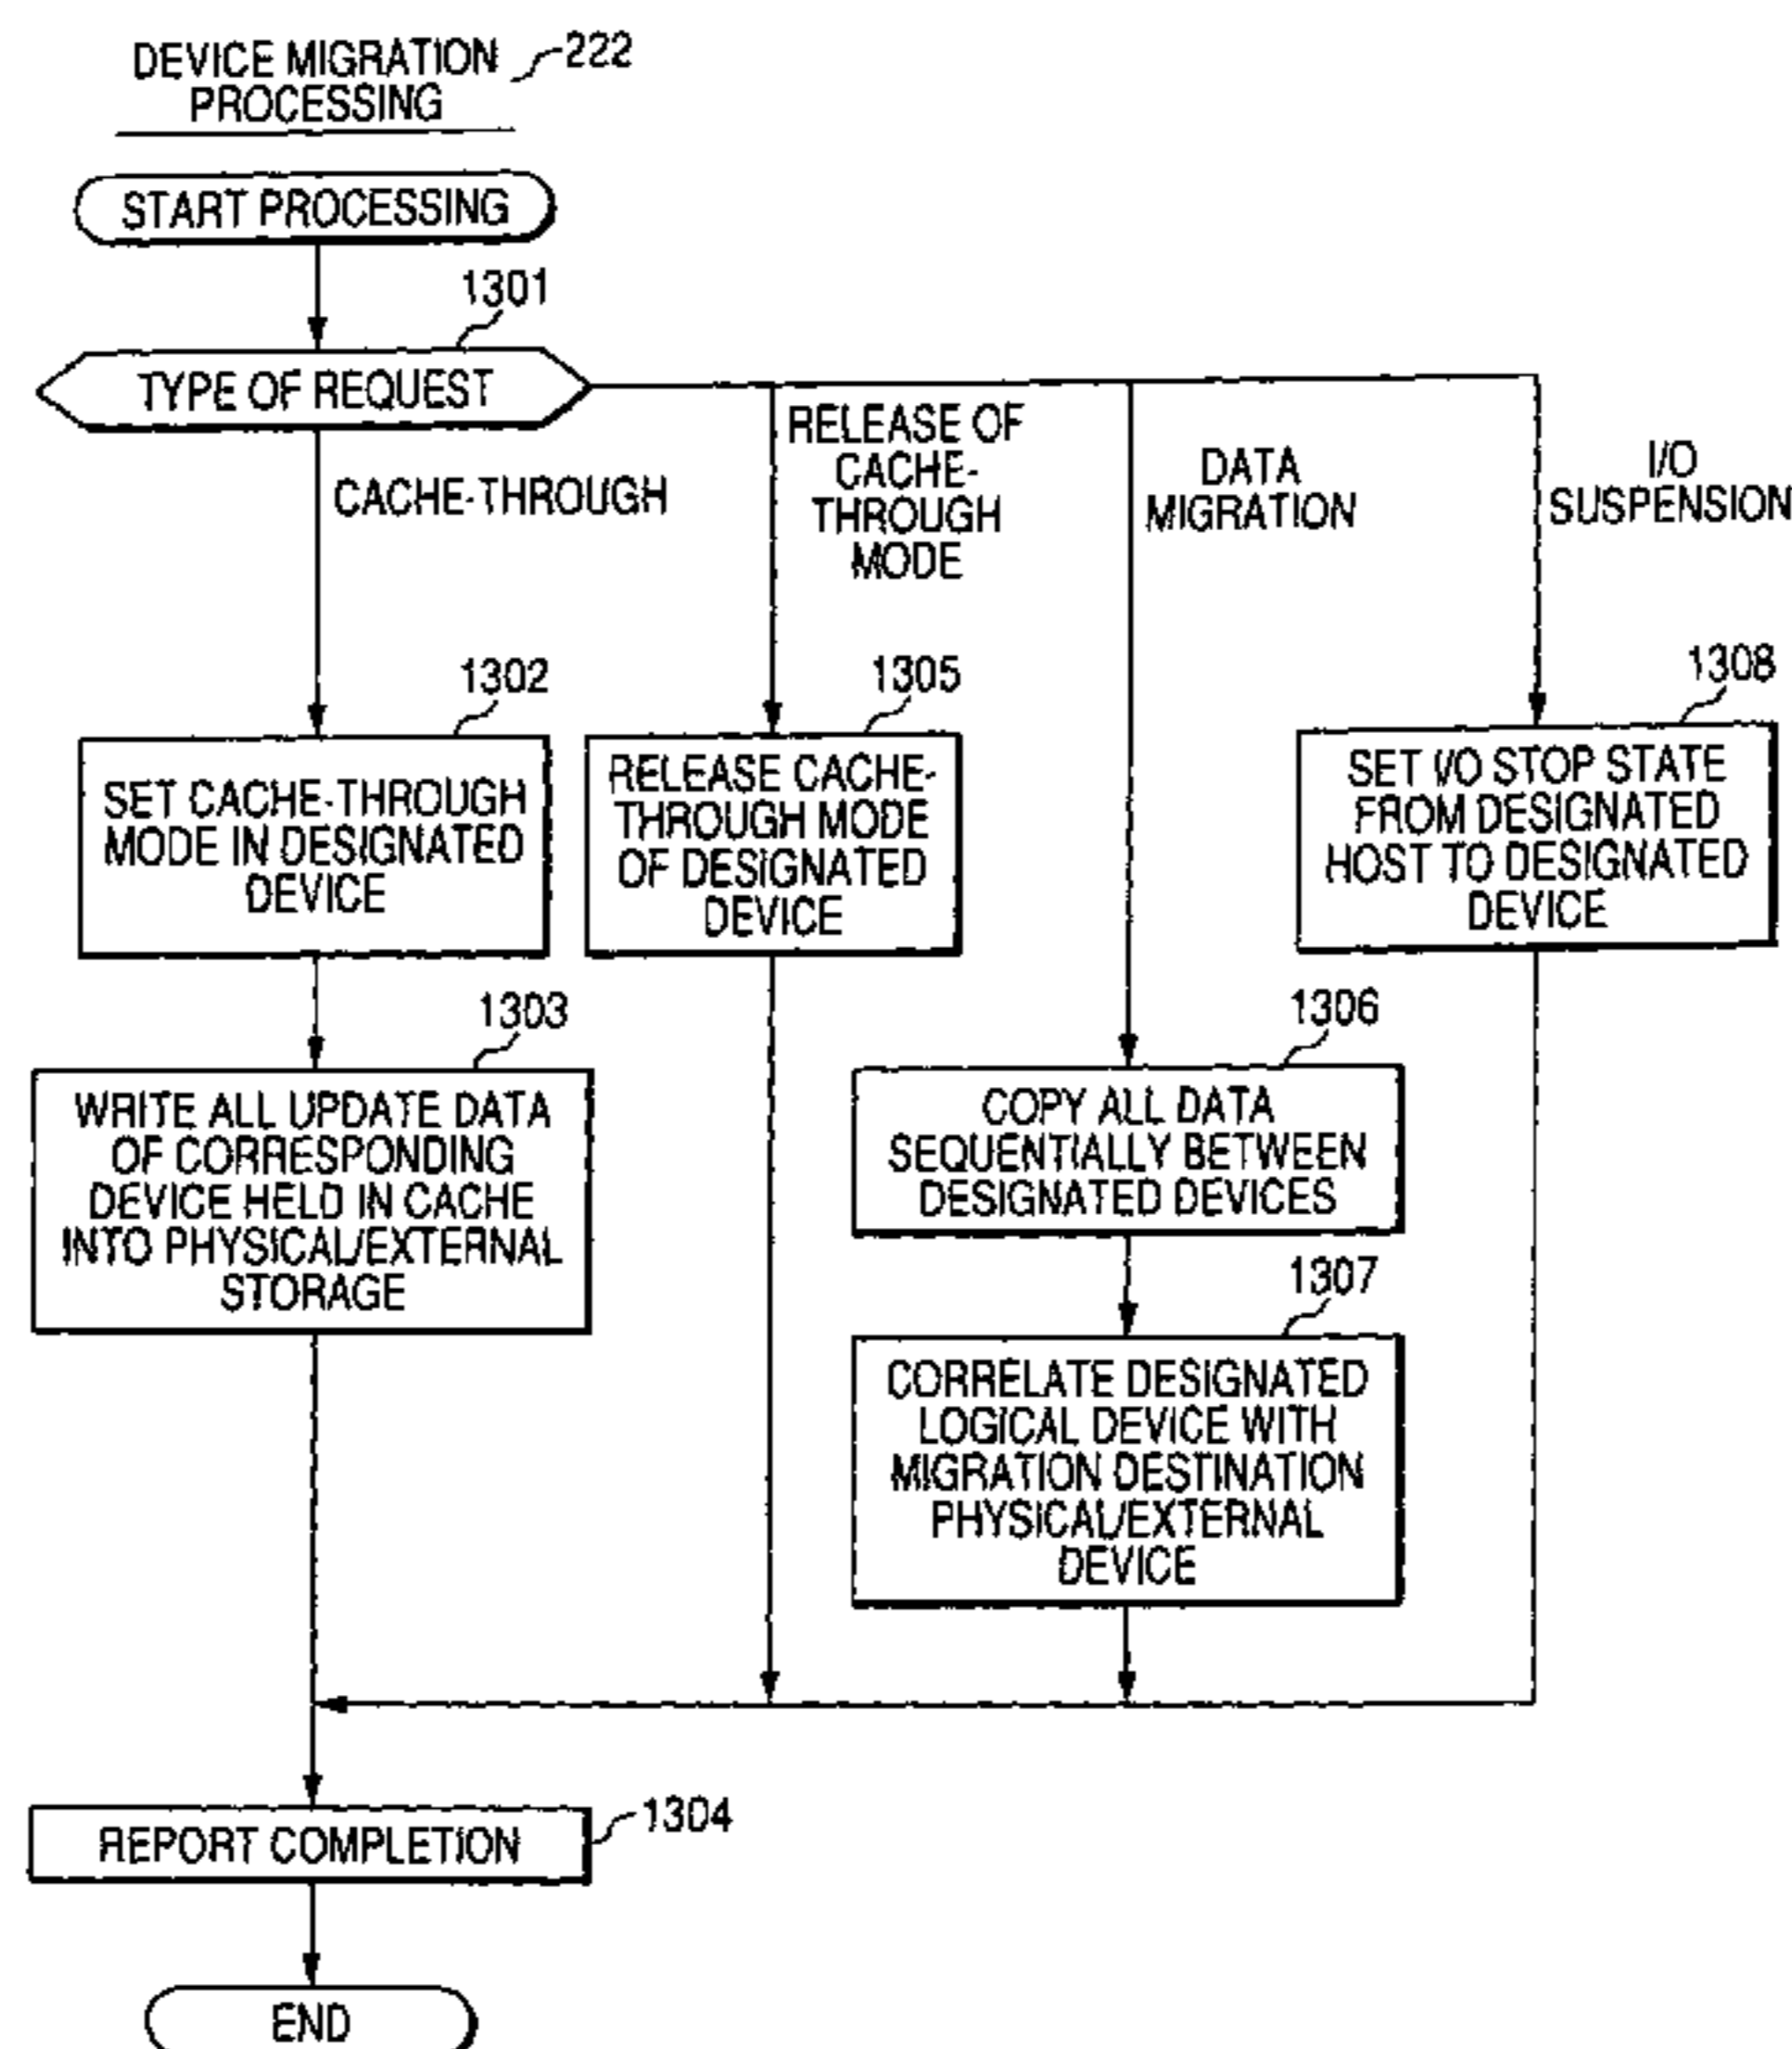 DEVICE MIGRATION
PROCESSING
222
START PROCESSING
1301
TYPE OF REQUEST
CACHE-THROUGH
RELEASE OF
CACHE-
THROUGH
MODE
DATA
MIGRATION
I/O
SUSPENSION
1302
SET CACHE-THROUGH
MODE IN DESIGNATED
DEVICE
1305
RELEASE CACHE-
THROUGH MODE
OF DESIGNATED
DEVICE
1308
SET I/O STOP STATE
FROM DESIGNATED
HOST TO DESIGNATED
DEVICE
1303
WRITE ALL UPDATE DATA
OF CORRESPONDING
DEVICE HELD IN CACHE
INTO PHYSICAL/EXTERNAL
STORAGE
1306
COPY ALL DATA
SEQUENTIALLY BETWEEN
DESIGNATED DEVICES
1307
CORRELATE DESIGNATED
LOGICAL DEVICE WITH
MIGRATION DESTINATION
PHYSICAL/EXTERNAL
DEVICE
REPORT COMPLETION
1304
END